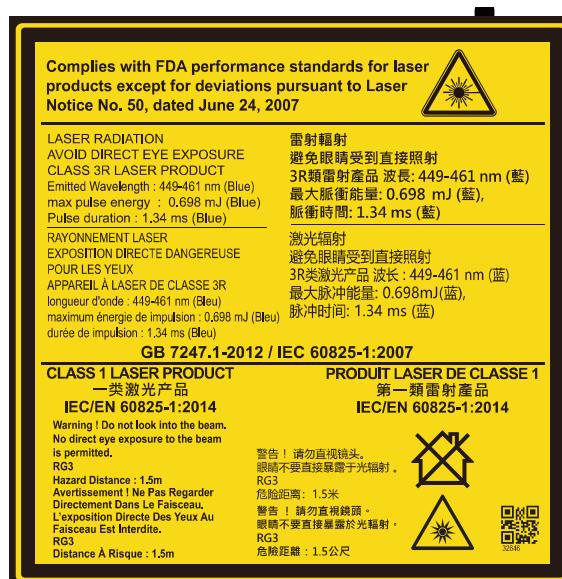 Complies with FDA performance standards for laser
products except for deviations pursuant to Laser
Notice No. 50, dated June 24, 2007
LASER RADIATION
AVOID DIRECT EYE EXPOSURE
CLASS 3R LASER PRODUCT
Emitted Wavelength : 449-461 nm (Blue)
max pulse energy : 0.698 mJ (Blue)
Pulse duration : 1.34 ms (Blue)
雷射輻射
避免眼睛受到直接照射
3R類雷射產品 波長: 449-461 nm (藍)
最大脈衝能量: 0.698 mJ (藍),
脈衝時間: 1.34 ms (藍)
RAYONNEMENT LASER
EXPOSITION DIRECTE DANGEREUSE
POUR LES YEUX
APPAREIL À LASER DE CLASSE 3R
longueur d'onde : 449-461 nm (Bleu)
maximum énergie de impulsion : 0.698 mJ (Bleu)
durée de impulsion : 1,34 ms (Bleu)
激光辐射
避免眼睛受到直接照射
3R类激光产品 波长 : 449-461 nm (蓝)
最大脉冲能量: 0.698mJ(蓝),
脉冲时间: 1.34 ms (蓝)
GB 7247.1-2012 / IEC 60825-1:2007
CLASS 1 LASER PRODUCT
一类激光产品
IEC/EN 60825-1:2014
PRODUIT LASER DE CLASSE 1
第一類雷射產品
IEC/EN 60825-1:2014
Warning ! Do not look into the beam.
No direct eye exposure to the beam
is permitted.
RG3
Hazard Distance : 1.5m
Avertissement ! Ne Pas Regarder
Directement Dans Le Faisceau.
L'exposition Directe Des Yeux Au
Faisceau Est Interdite.
RG3
Distance À Risque : 1.5m
警告！ 请勿直视镜头。
眼睛不要直接暴露于光辐射 。
RG3
危险距离: 1.5米
警告 ！ 請勿直視鏡頭。
眼睛不要直接暴露於光輻射。
RG3
危險距離 : 1.5公尺
32646